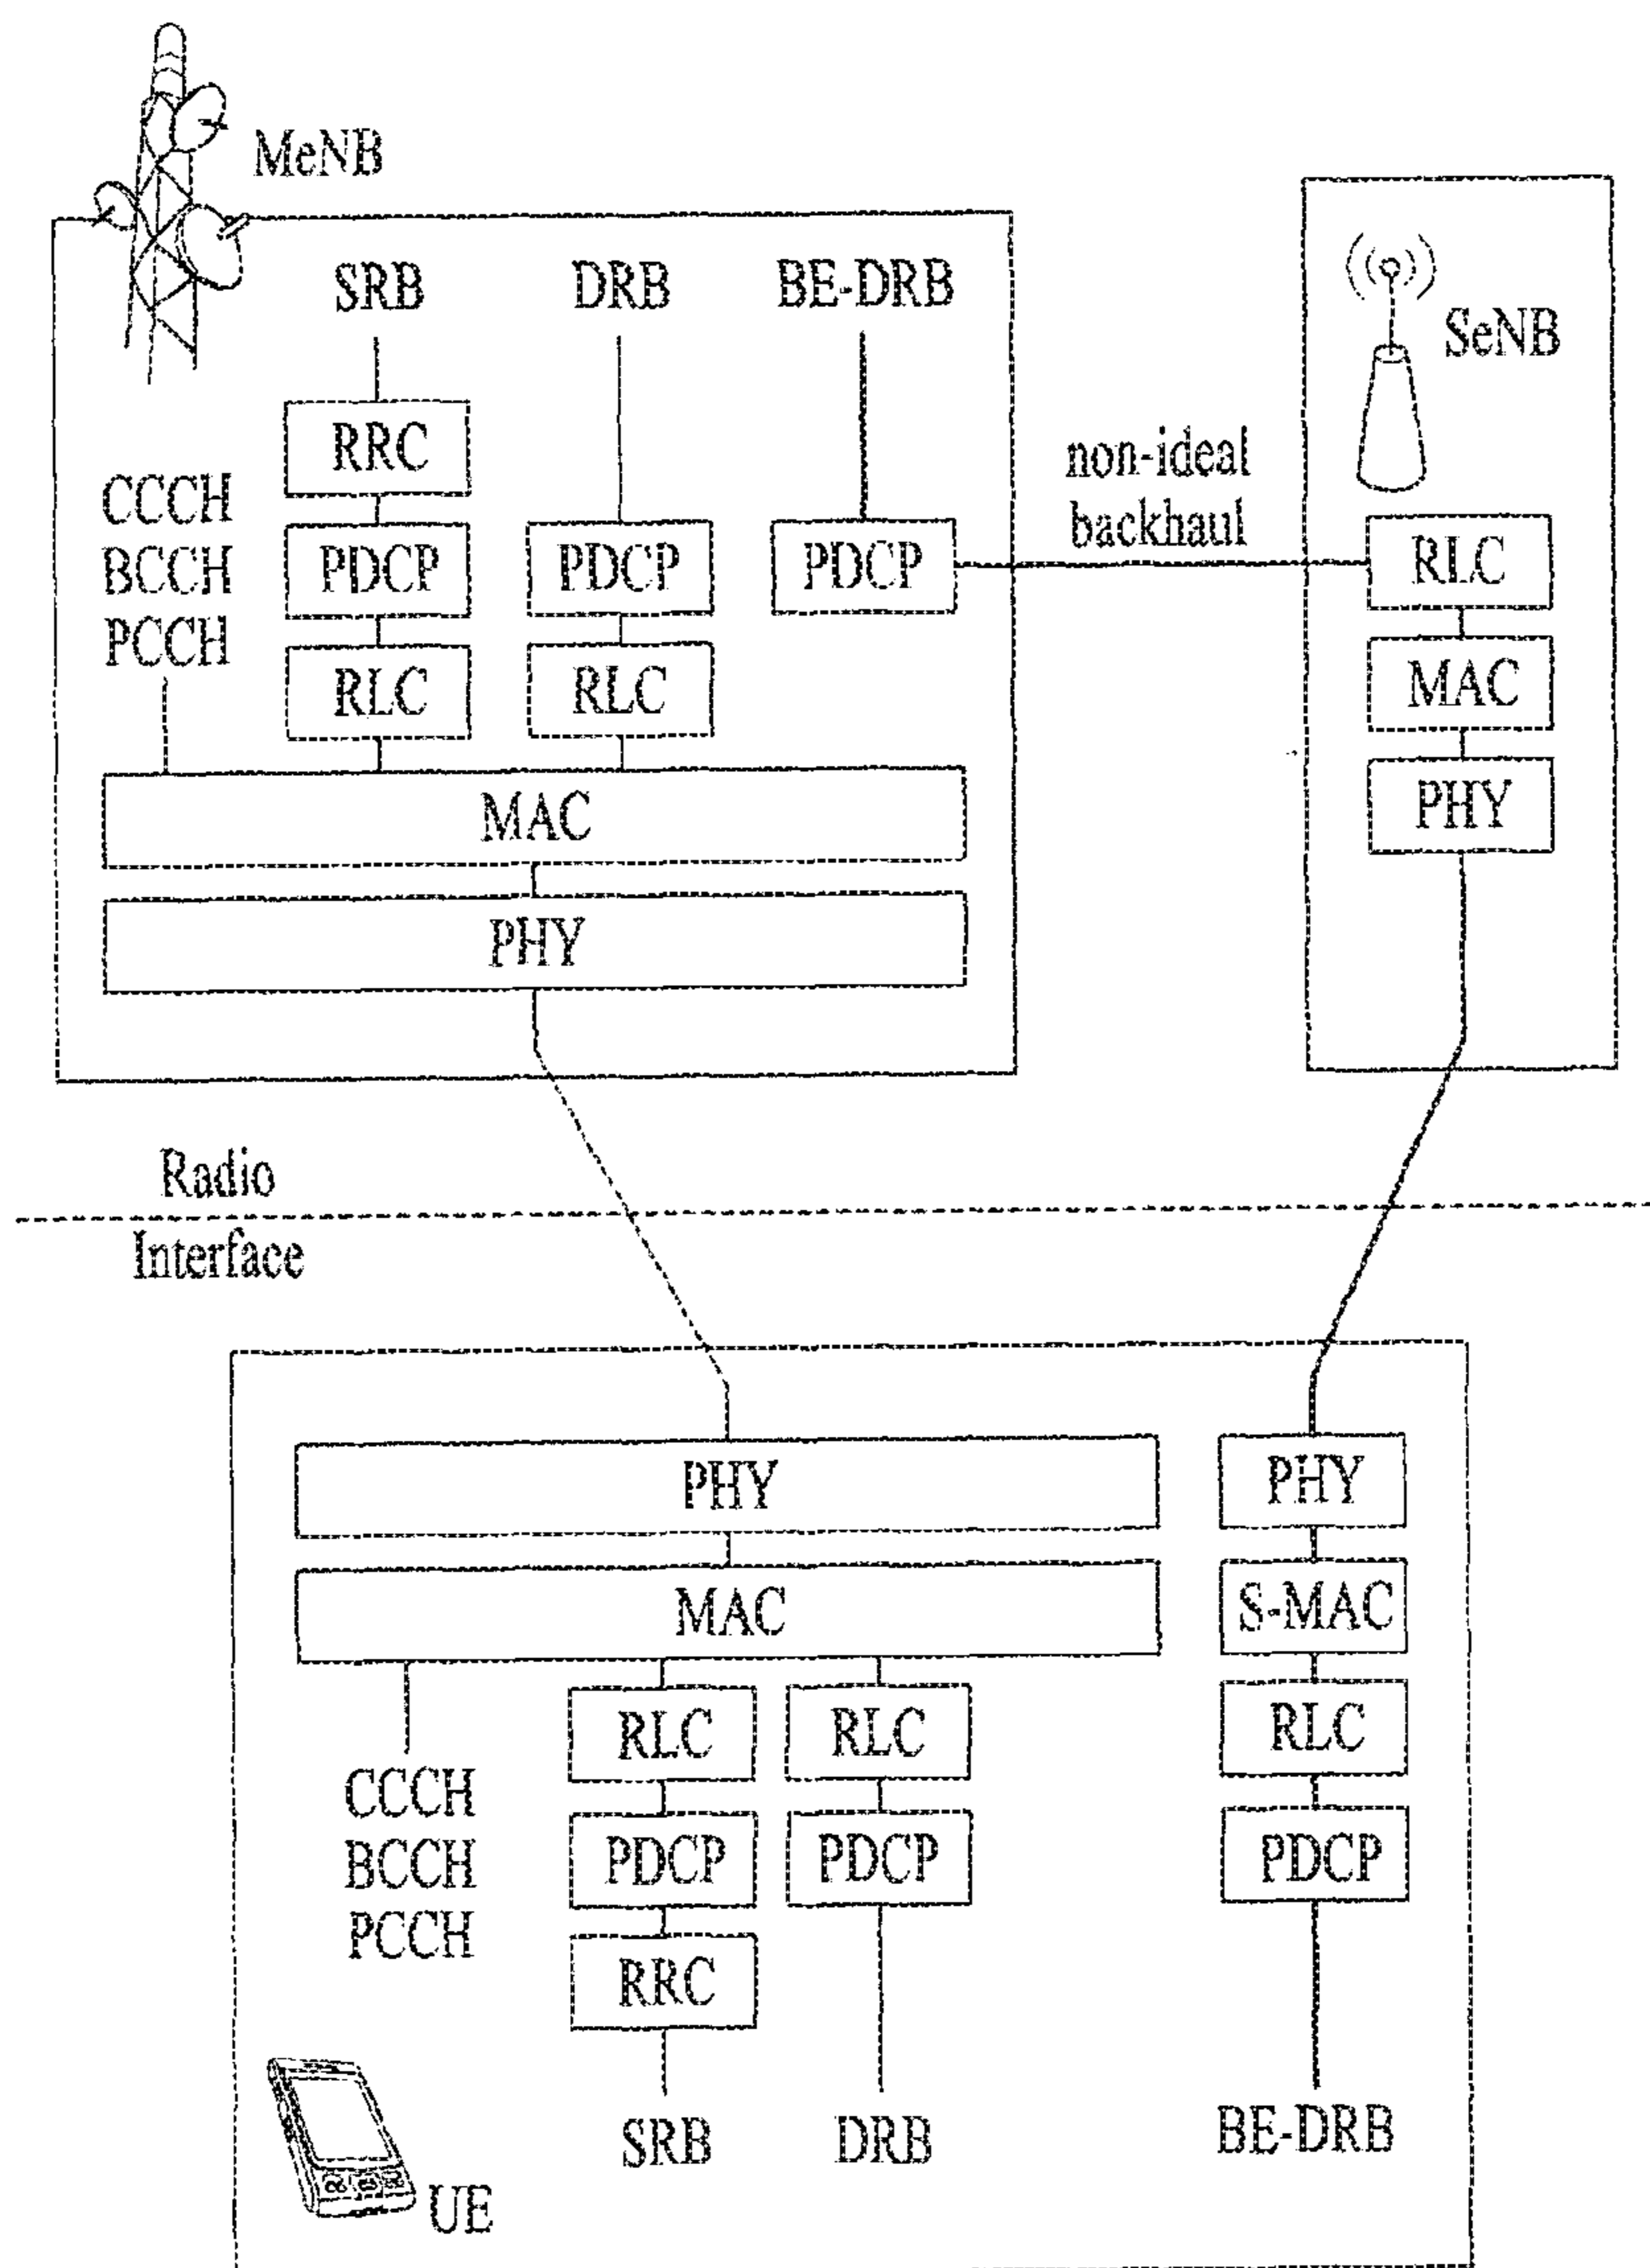 MeNB
SRB DRB BE-DRB
SeNB
RRC
non-ideal
backhaul
CCCH
BCCH
PCCH
PDCP PDCP PDCP RLC
RLC RLC MAC
MAC PHY
PHY
Radio
Interface
PHY PHY
MAC S-MAC
RLC RLC RLC
CCCH
BCCH
PCCH
PDCP PDCP PDCP
RRC
SRB DRB BE-DRB
UE